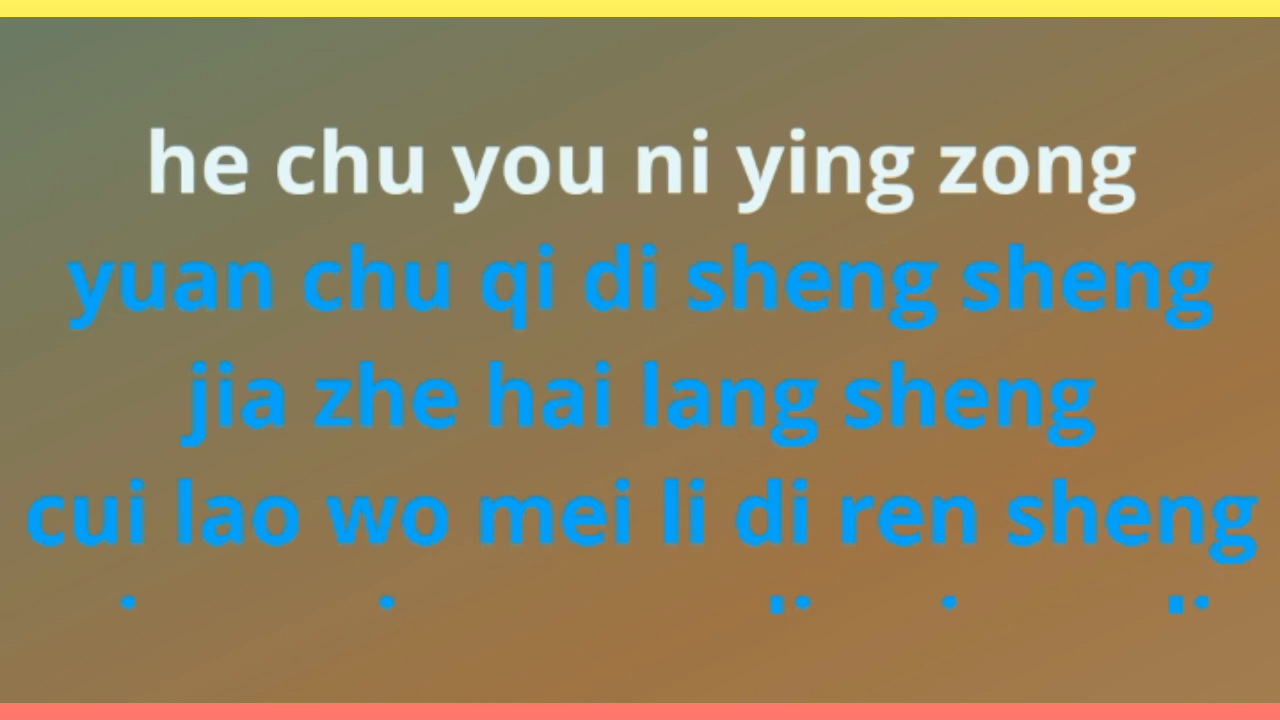 he chu you ni ying zong
yuan chu qi di sheng sheng
jia zhe hai lang sheng
cui lao wo mei li di ren sheng